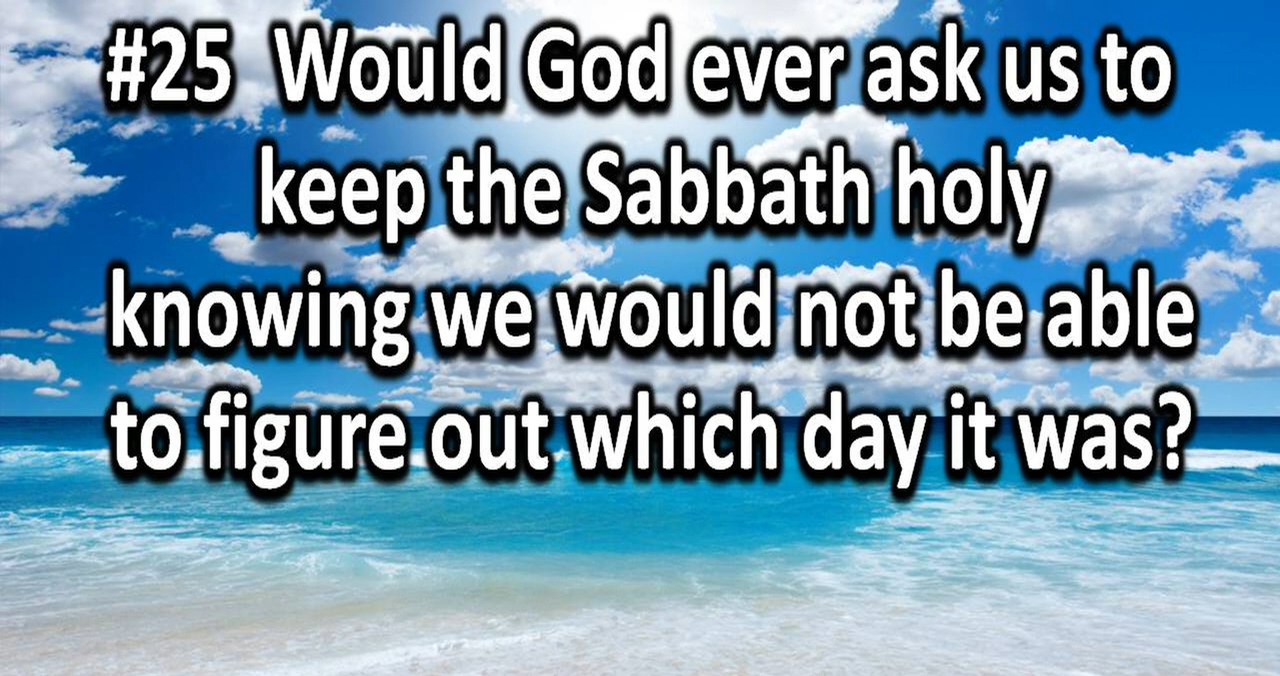 #25 Would God ever ask us to
keep the Sabbath holy
knowing we would not be able
to figure out which day it was?